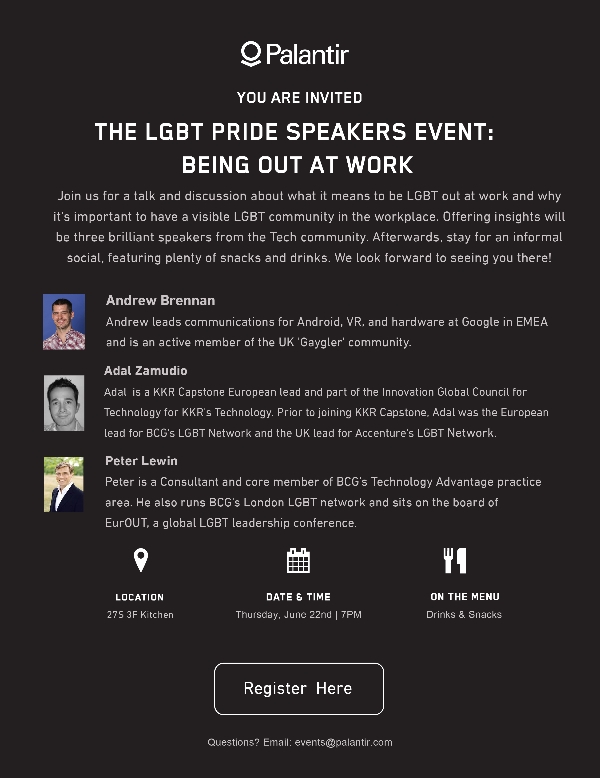 Palantir
YOU ARE INVITED
THE LGBT PRIDE SPEAKERS EVENT:
BEING OUT AT WORK
Join us for a talk and discussion about what it means to be LGBT out at work and why
it's important to have a visible LGBT community in the workplace. Offering insights will
be three brilliant speakers from the Tech community. Afterwards, stay for an informal
social, featuring plenty of snacks and drinks. We look forward to seeing you there!
Andrew Brennan
Andrew leads communications for Android, VR, and hardware at Google in EMEA
and is an active member of the UK 'Gaygler' community.
Adal Zamudio
Adal is a KKR Capstone European lead and part of the Innovation Global Council for
Technology for KKR's Technology. Prior to joining KKR Capstone, Adal was the European
lead for BCG's LGBT Network and the UK lead for Accenture's LGBT Network.
Peter Lewin
Peter is a Consultant and core member of BCG's Technology Advantage practice
area. He also runs BCG's London LGBT network and sits on the board of
EurOUT, a global LGBT leadership conference.
LOCATION
27S 3F Kitchen
DATE & TIME
Thursday, June 22nd | 7PM
ON THE MENU
Drinks & Snacks
Register Here
Questions? Email: events@palantir.com